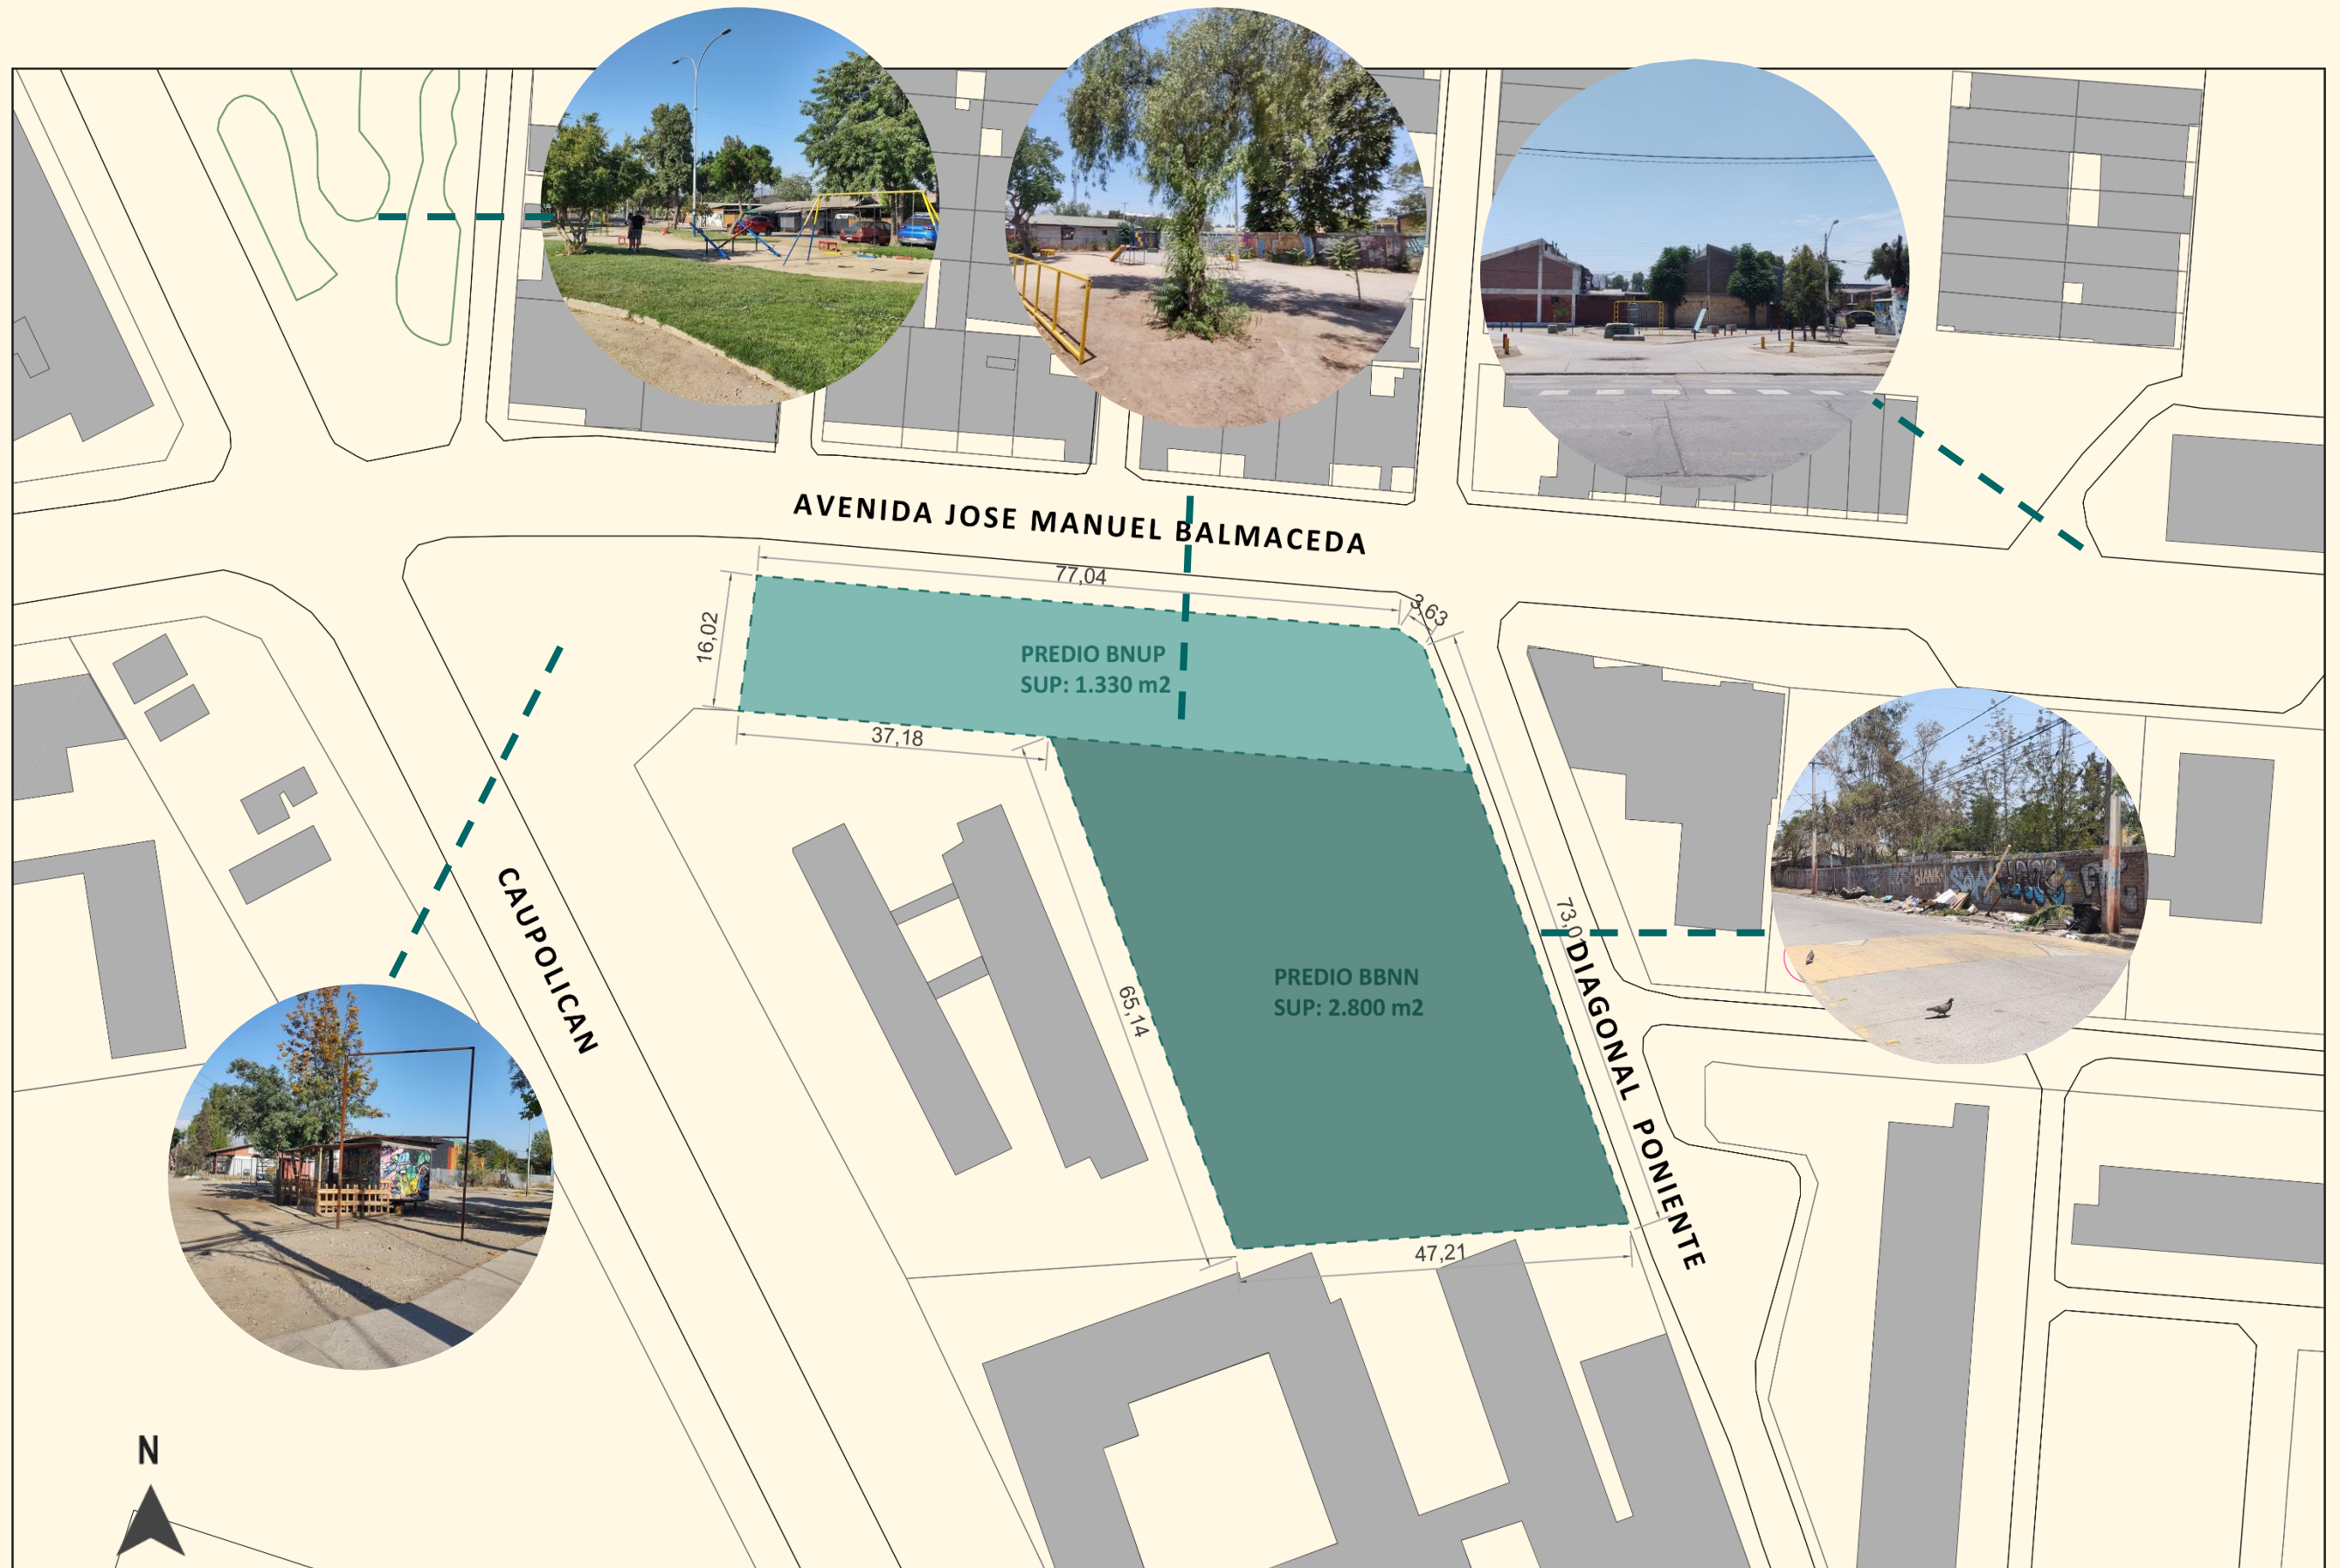 AVENIDA JOSE MANUEL BALMACEDA
77,04
3,63
16,02
PREDIO BNUP
SUP: 1.330 m2
37,18
CAUPOLICAN
65,14
PREDIO BBNN
SUP: 2.800 m2
DIAGONAL PONIENTE
47,21
N